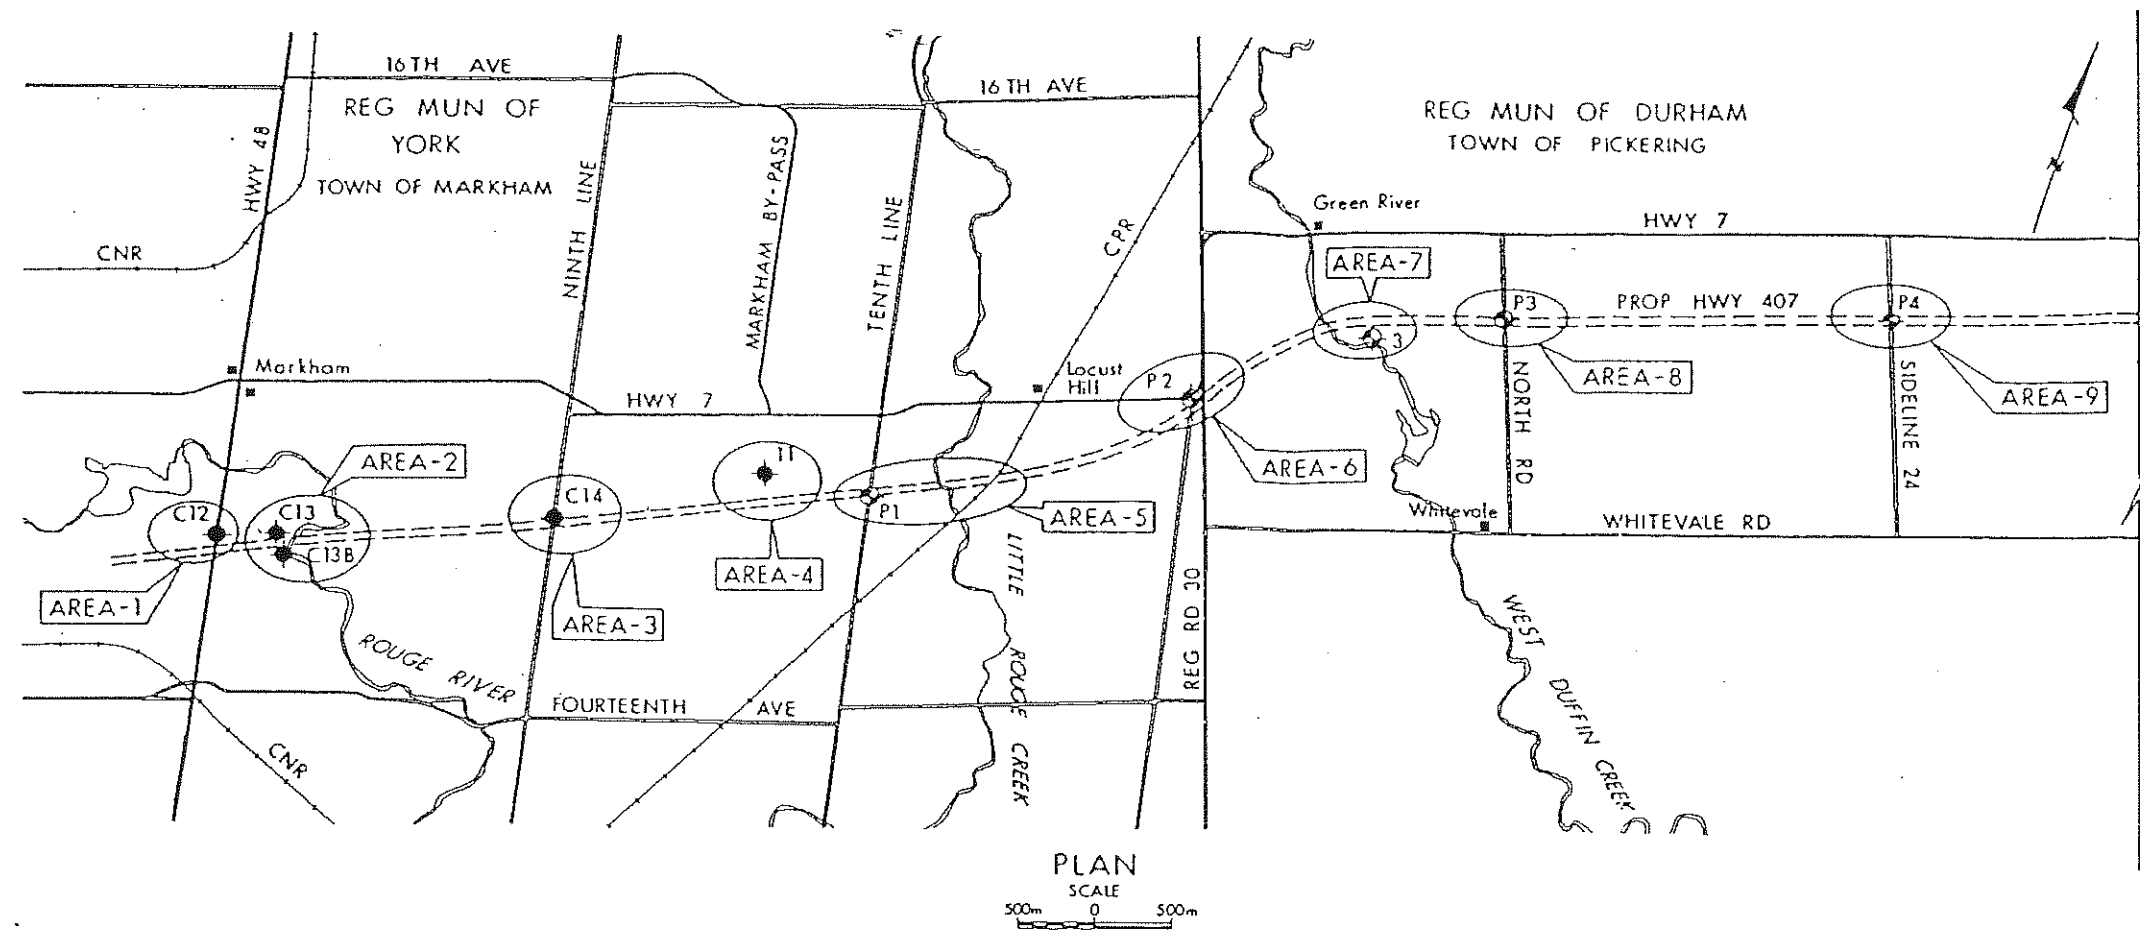 16TH AVE
16TH AVE
REG MUN OF
YORK
TOWN OF MARKHAM
REG MUN OF DURHAM
TOWN OF PICKERING
N
HWY 48
NINTH LINE
MARKHAM BY-PASS
TENTH LINE
CPR
Green River
HWY 7
CNR
AREA-7
P3
PROP HWY 407
P4
3
Markham
Locust
Hill
P2
AREA-8
AREA-9
HWY 7
NORTH RD
SIDELINE 24
AREA-2
AREA-6
C12
C13
C13B
C14
P1
AREA-5
Whitevale
WHITEVALE RD
AREA-4
AREA-1
AREA-3
LITTLE ROUGE CREEK
REG RD 30
WEST DUFFIN CREEK
ROUGE RIVER
FOURTEENTH AVE
CNR
PLAN
SCALE
500m 0 500m